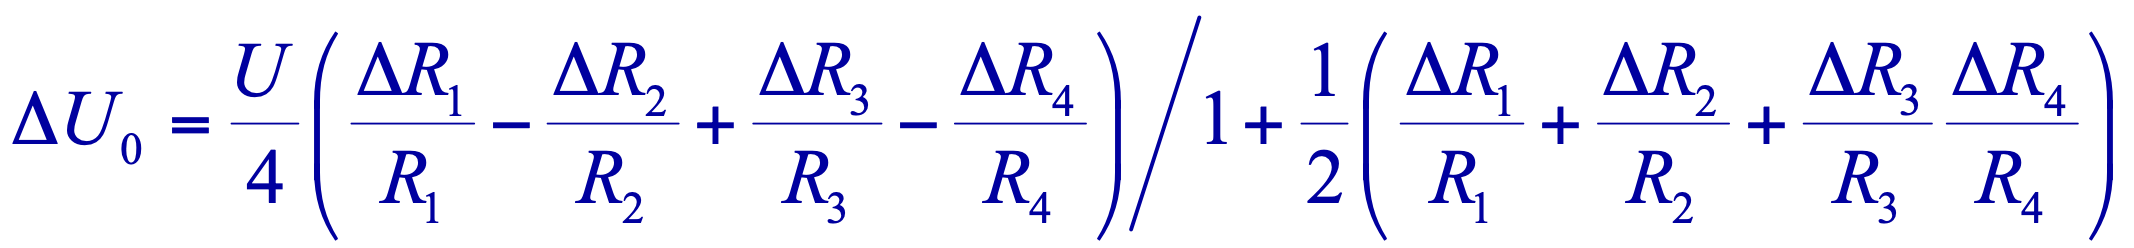 ΔU₀ = U/4 (ΔR₁/R₁ − ΔR₂/R₂ + ΔR₃/R₃ − ΔR₄/R₄) / 1 + 1/2 (ΔR₁/R₁ + ΔR₂/R₂ + ΔR₃/R₃ ΔR₄/R₄)